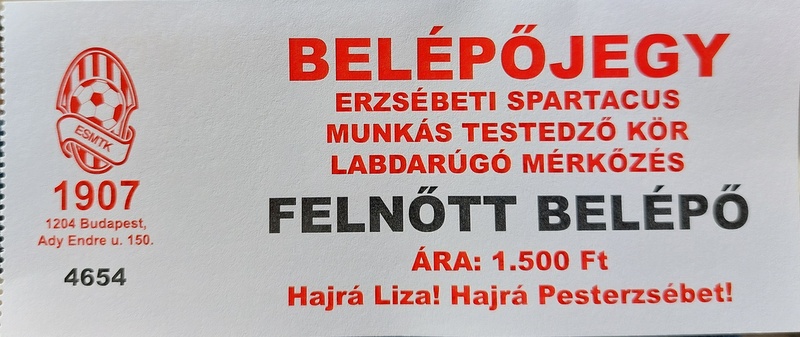 ESMTK
1907
1204 Budapest,
Ady Endre u. 150.
4654
BELÉPŐJEGY
ERZSÉBETI SPARTACUS
MUNKÁS TESTEDZŐ KÖR
LABDARÚGÓ MÉRKŐZÉS
FELNŐTT BELÉPŐ
ÁRA: 1.500 Ft
Hajrá Liza! Hajrá Pesterzsébet!